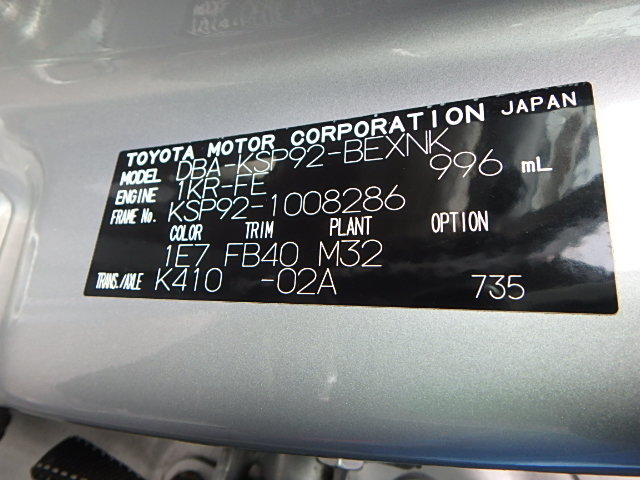 TOYOTA MOTOR CORPORATION JAPAN
MODEL DBA-KSP92-BEXNK
ENGINE 1KR-FE 996 mL
FRAME No. KSP92-1008286
COLOR TRIM PLANT OPTION
1E7 FB40 M32
TRANS./AXLE K410 -02A 735